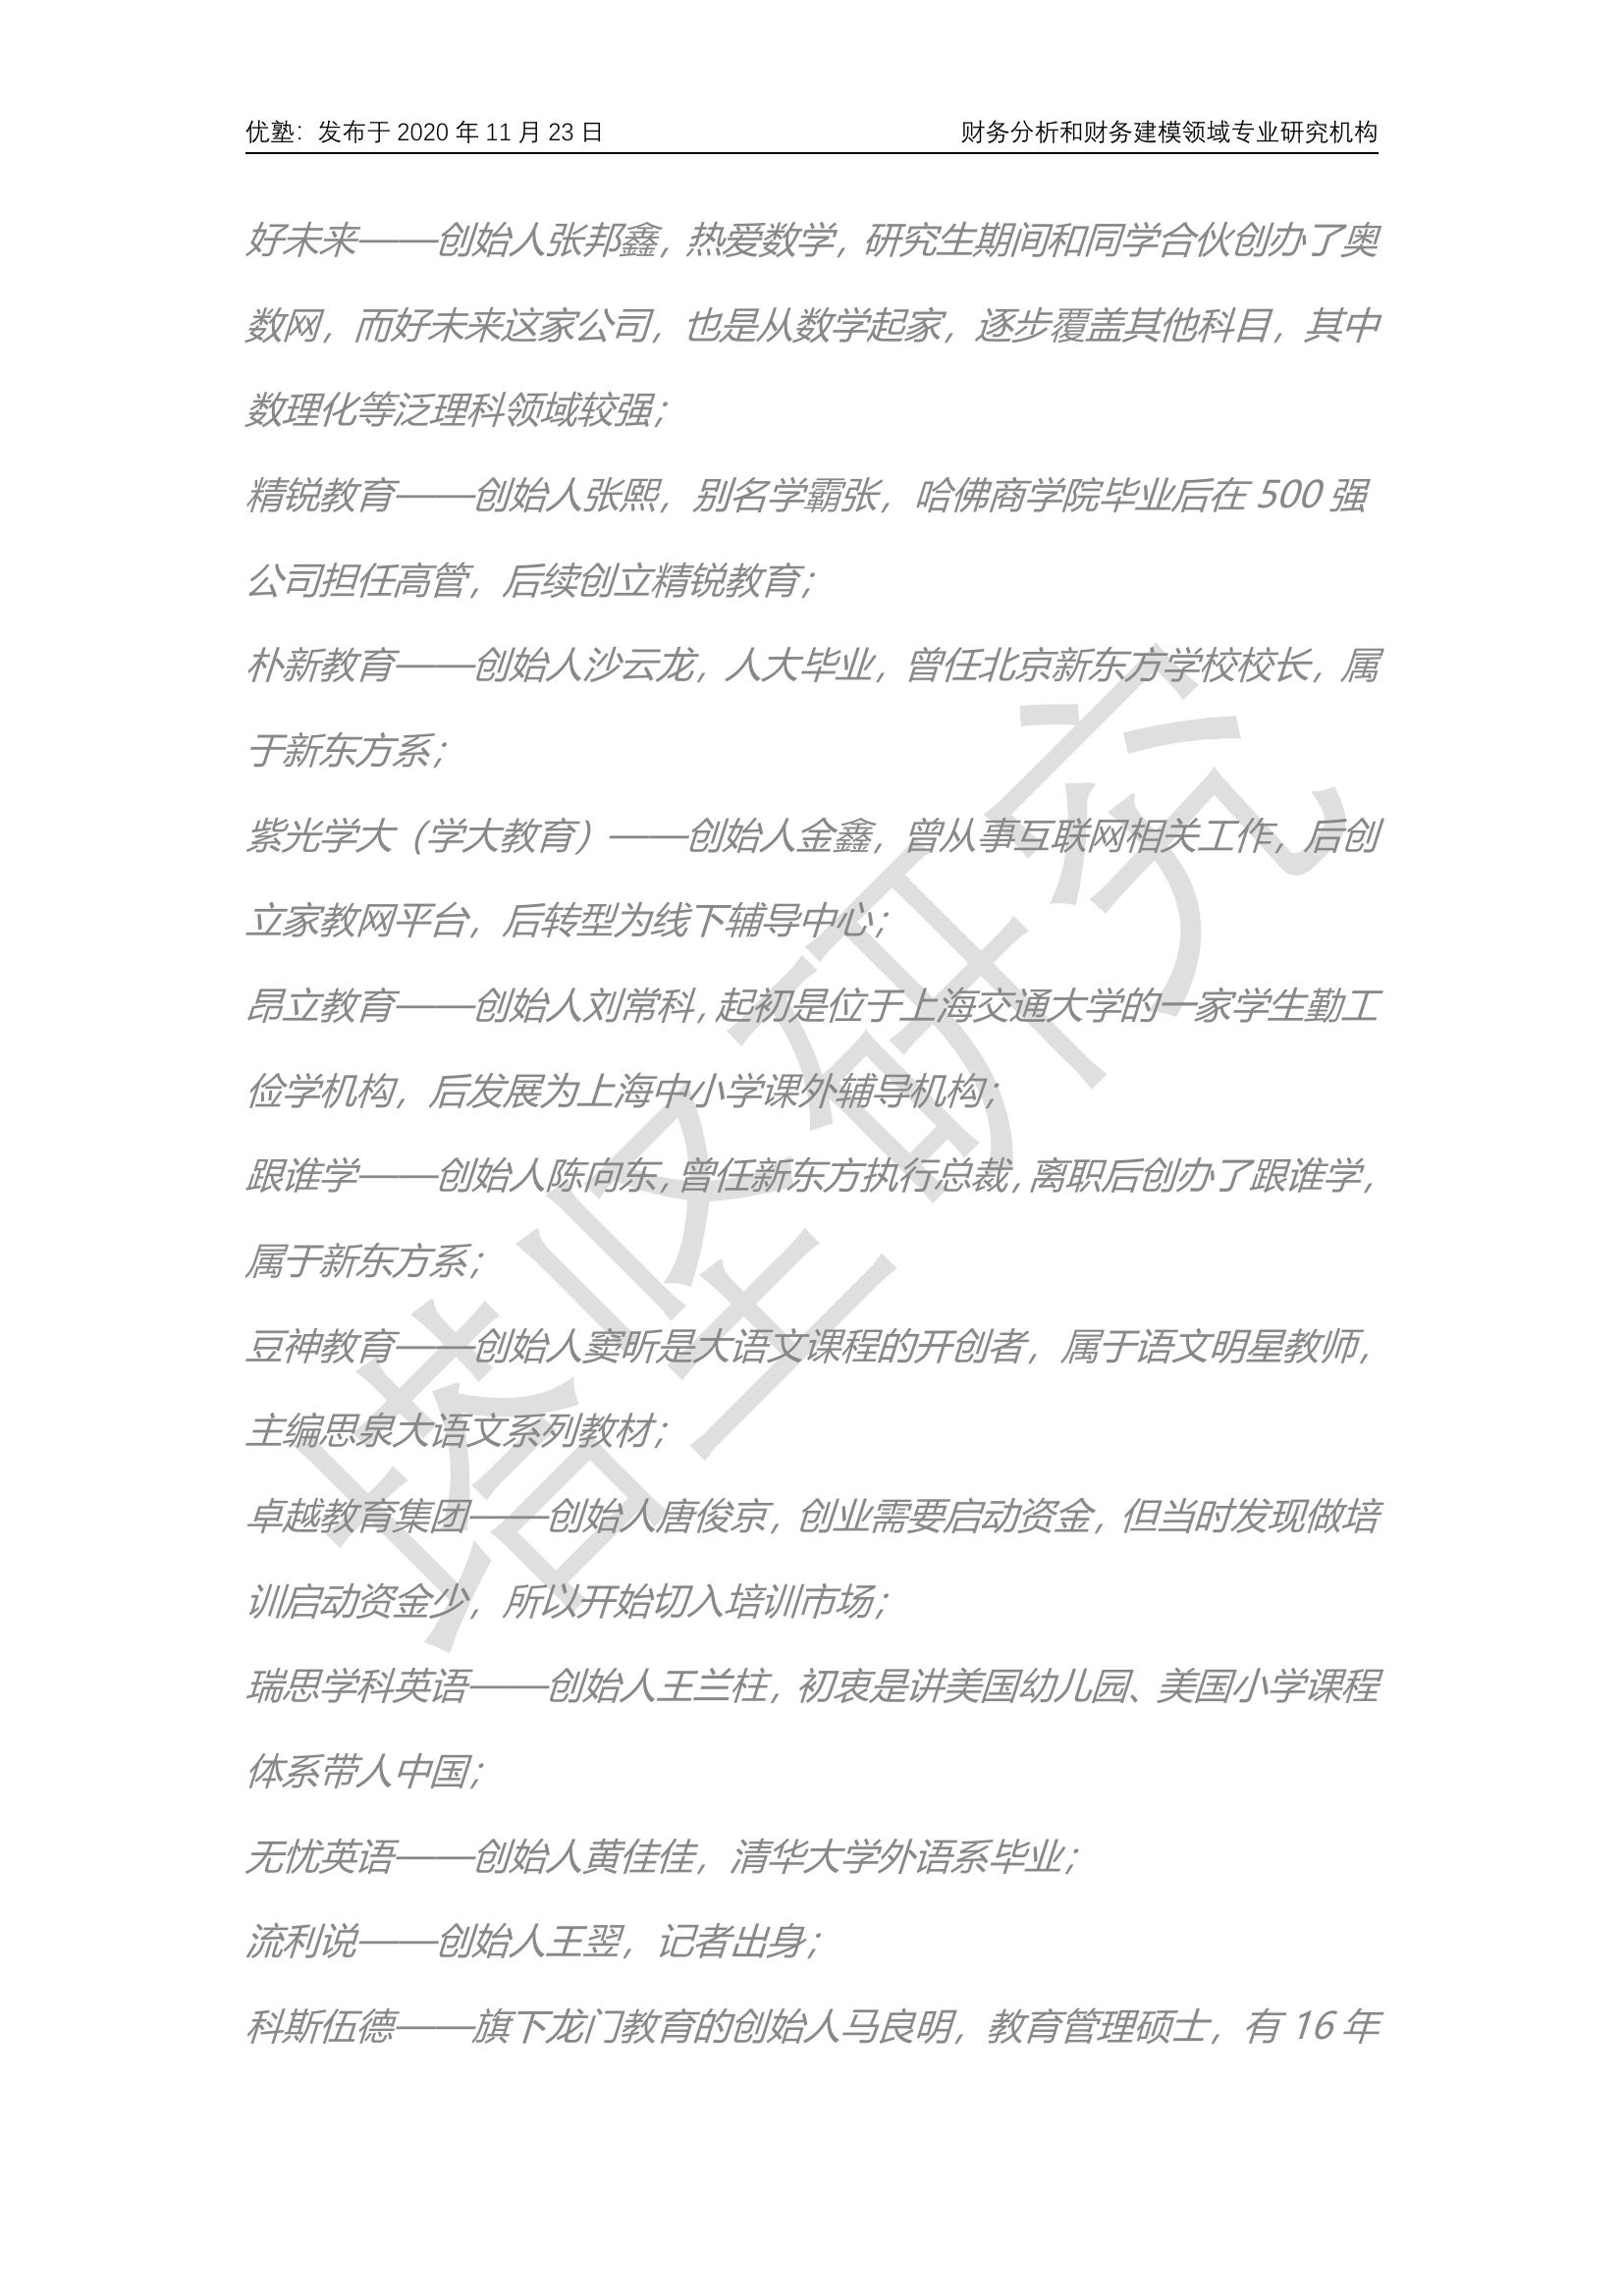 优塾：发布于 2020 年 11 月 23 日 财务分析和财务建模领域专业研究机构
好未来——创始人张邦鑫，热爱数学，研究生期间和同学合伙创办了奥
数网，而好未来这家公司，也是从数学起家，逐步覆盖其他科目，其中
数理化等泛理科领域较强；
精锐教育——创始人张熙，别名学霸张，哈佛商学院毕业后在 500 强
公司担任高管，后续创立精锐教育；
朴新教育——创始人沙云龙，人大毕业，曾任北京新东方学校校长，属
于新东方系；
紫光学大（学大教育）——创始人金鑫，曾从事互联网相关工作，后创
立家教网平台，后转型为线下辅导中心；
昂立教育——创始人刘常科，起初是位于上海交通大学的一家学生勤工
俭学机构，后发展为上海中小学课外辅导机构；
跟谁学——创始人陈向东，曾任新东方执行总裁，离职后创办了跟谁学，
属于新东方系；
豆神教育——创始人窦昕是大语文课程的开创者，属于语文明星教师，
主编思泉大语文系列教材；
卓越教育集团——创始人唐俊京，创业需要启动资金，但当时发现做培
训启动资金少，所以开始切入培训市场；
瑞思学科英语——创始人王兰柱，初衷是讲美国幼儿园、美国小学课程
体系带人中国；
无忧英语——创始人黄佳佳，清华大学外语系毕业；
流利说——创始人王翌，记者出身；
科斯伍德——旗下龙门教育的创始人马良明，教育管理硕士，有 16 年
塔坚研究